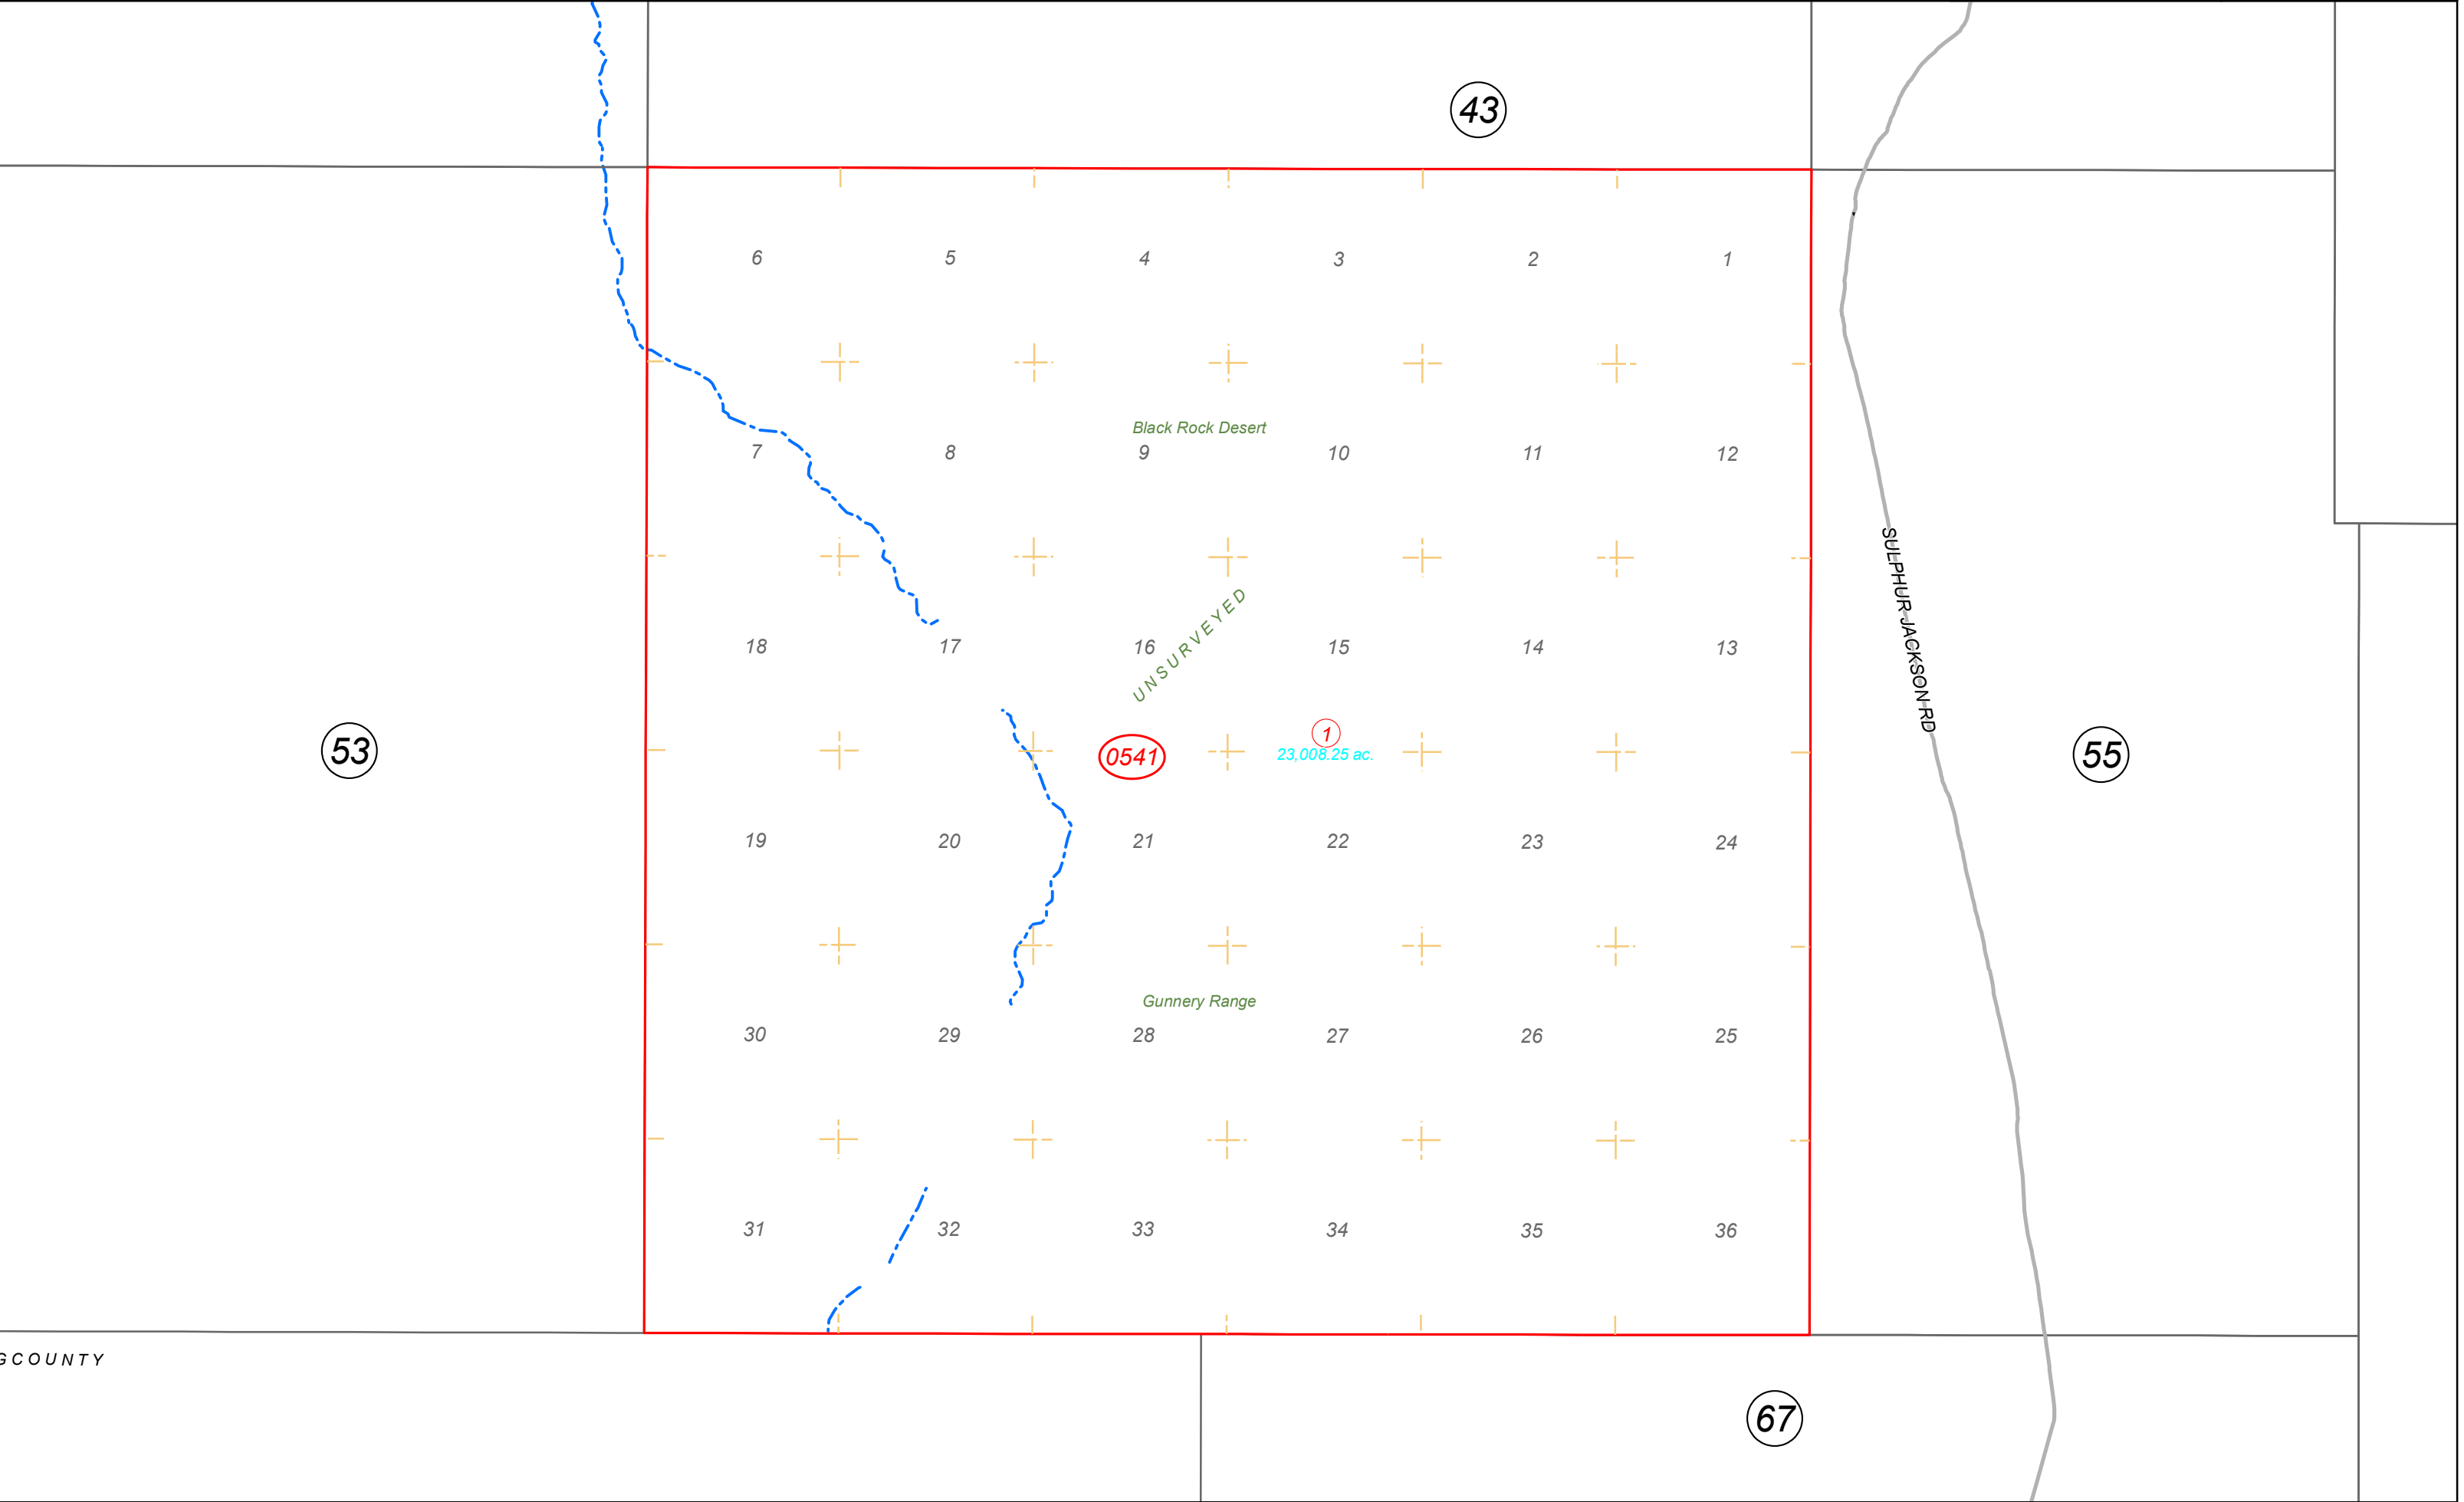 43
6 5 4 3 2 1
Black Rock Desert
7 8 9 10 11 12
SULPHUR JACKSON RD
UNSURVEYED
18 17 16 15 14 13
53
0541
1
23,008.25 ac.
55
19 20 21 22 23 24
Gunnery Range
30 29 28 27 26 25
31 32 33 34 35 36
GCOUNTY
67